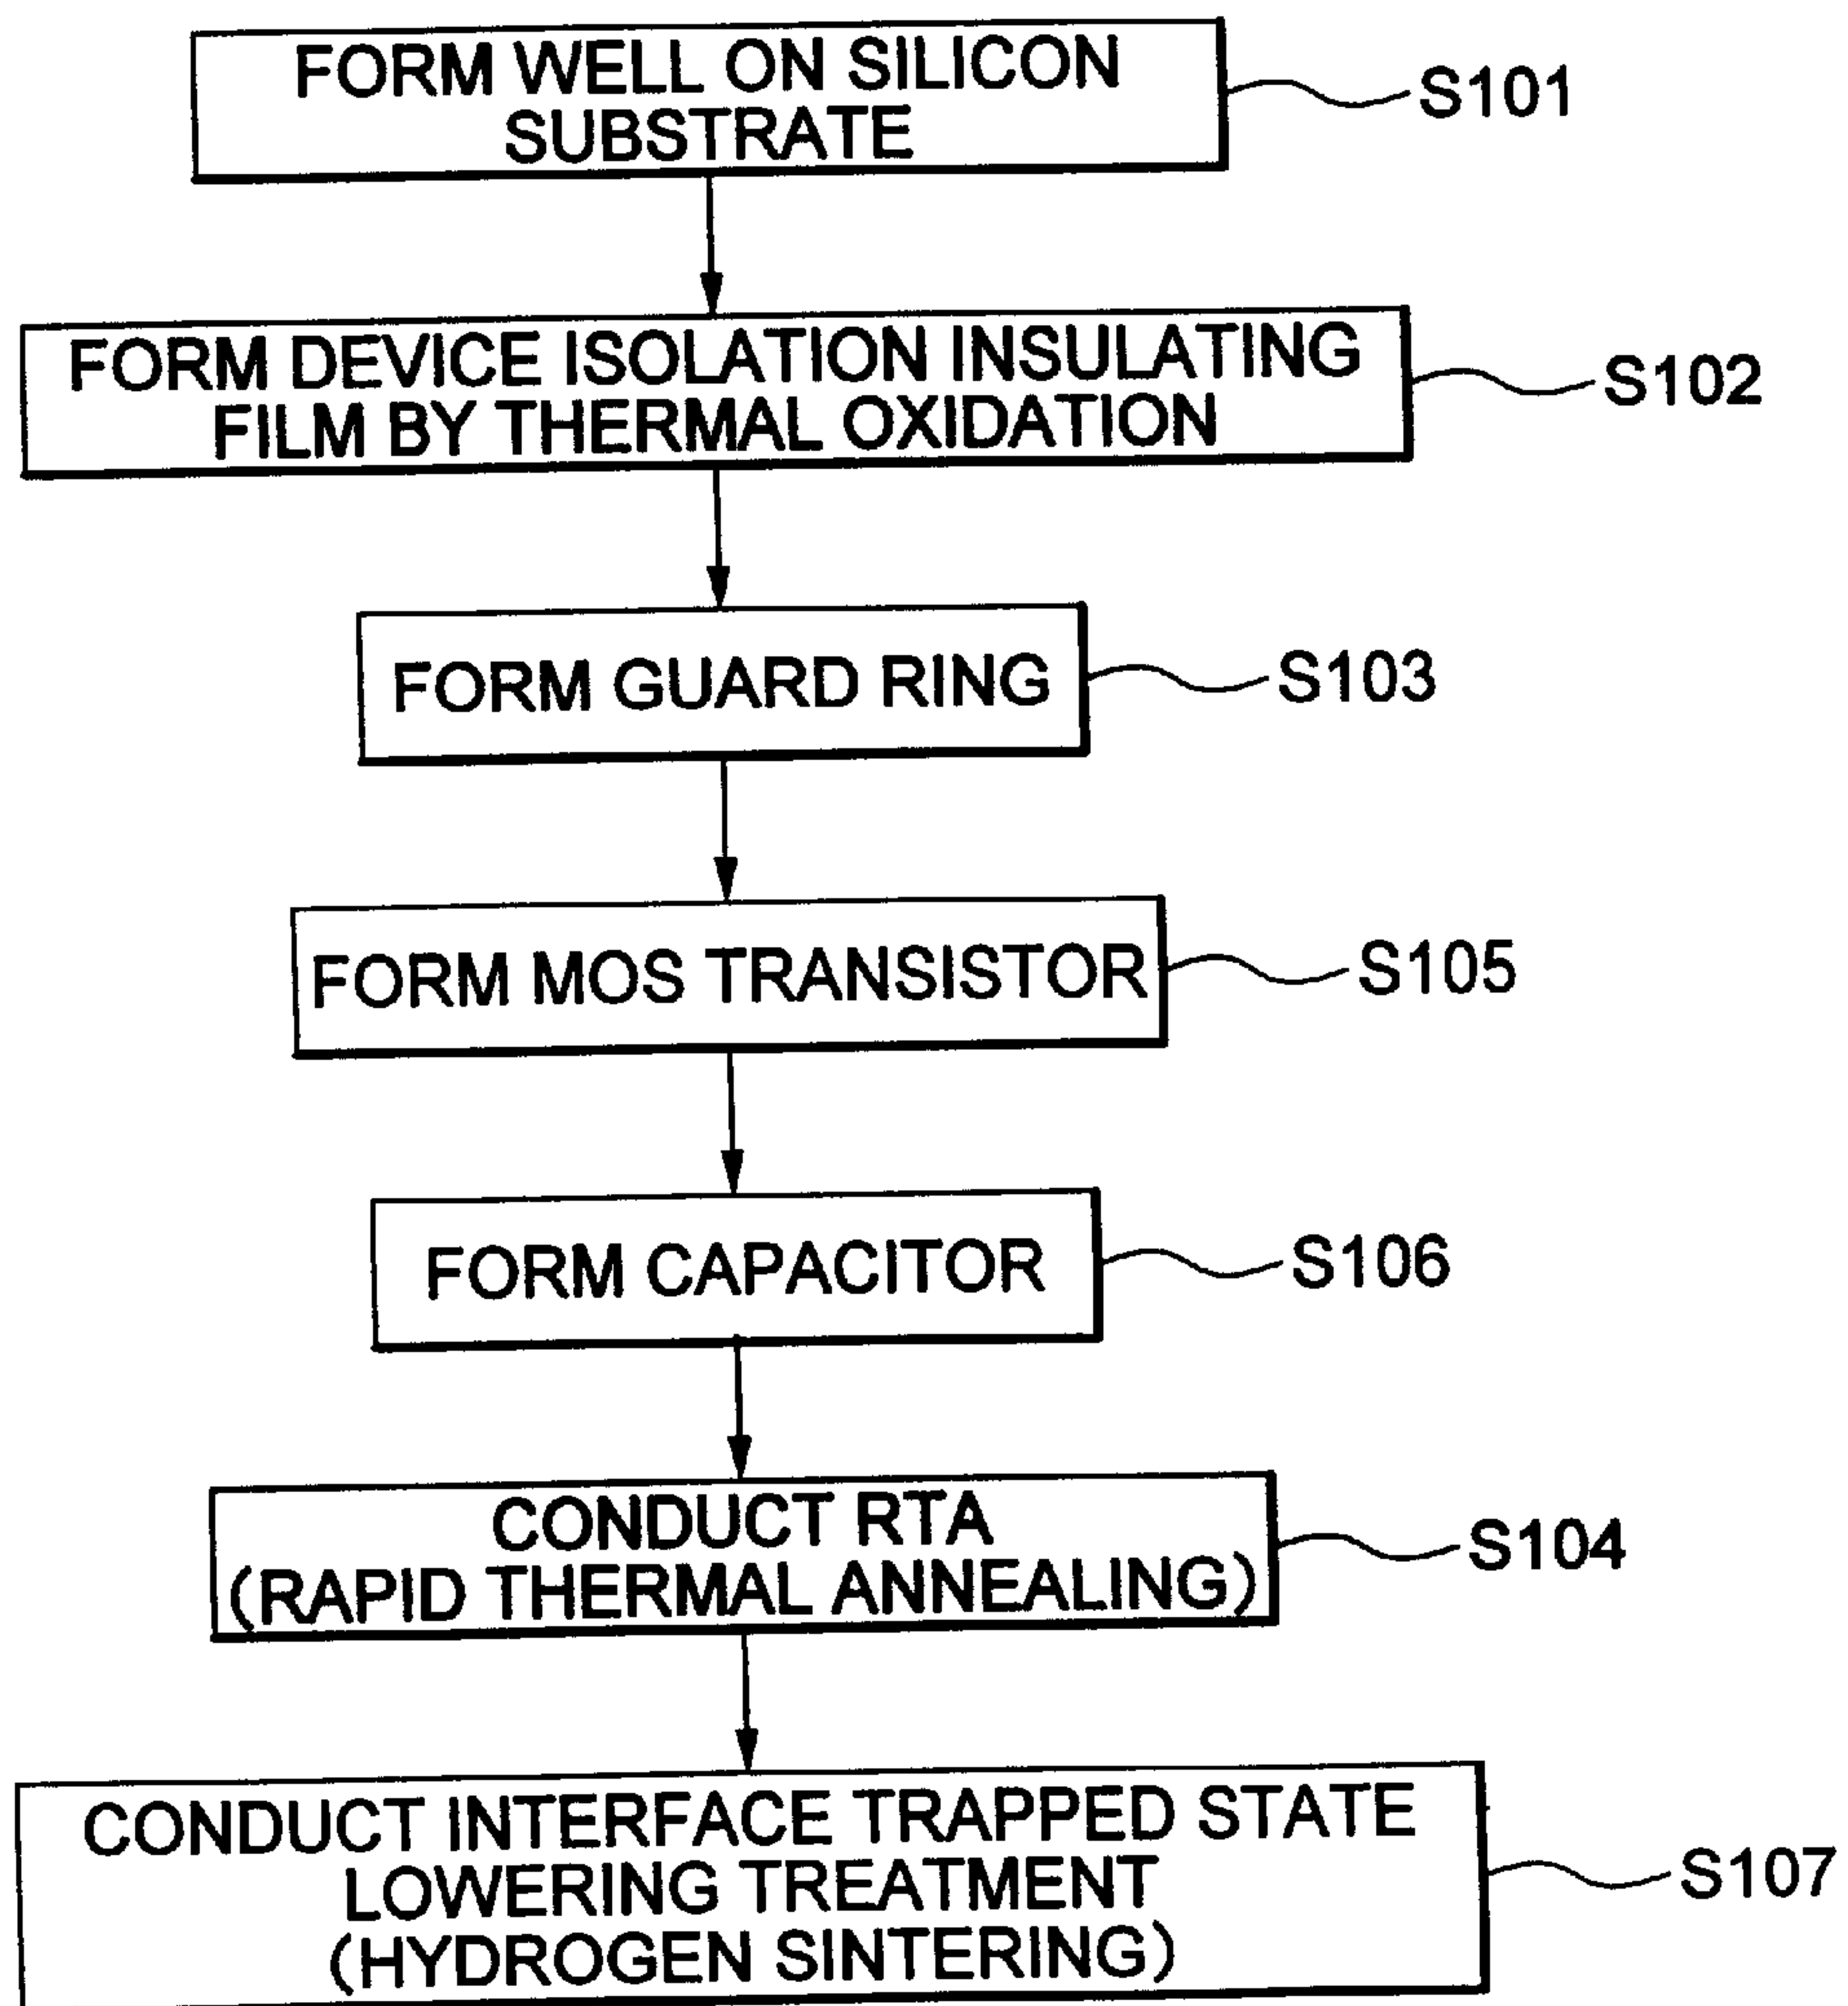 FORM WELL ON SILICON
SUBSTRATE
S101
FORM DEVICE ISOLATION INSULATING
FILM BY THERMAL OXIDATION
S102
FORM GUARD RING
S103
FORM MOS TRANSISTOR
S105
FORM CAPACITOR
S106
CONDUCT RTA
(RAPID THERMAL ANNEALING)
S104
CONDUCT INTERFACE TRAPPED STATE
LOWERING TREATMENT
(HYDROGEN SINTERING)
S107